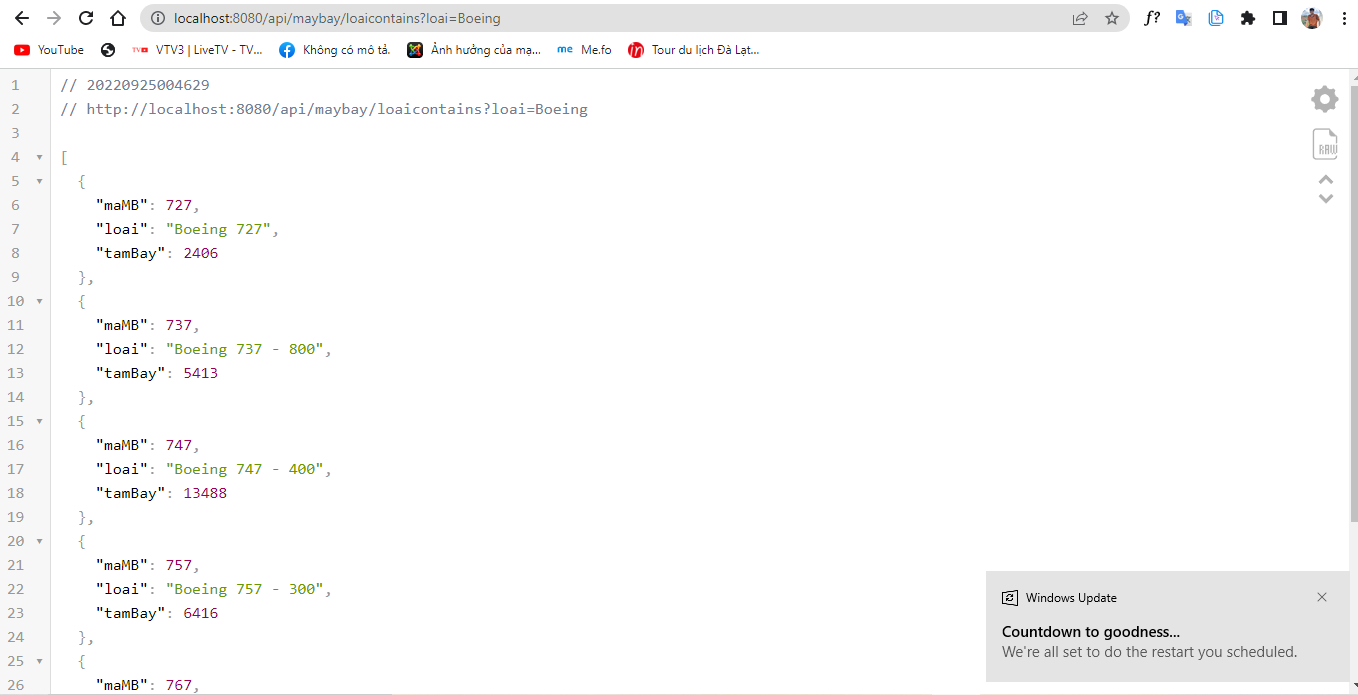 localhost:8080/api/maybay/loaicontains?loai=Boeing
f?
YouTube
VTV3 | LiveTV - TV...
Không có mô tả.
Ảnh hưởng của mạ...
me Me.fo
Tour du lịch Đà Lạt...
1 // 20220925004629
2 // http://localhost:8080/api/maybay/loaicontains?loai=Boeing
3
4 [
5 {
6 "maMB": 727,
7 "loai": "Boeing 727",
8 "tamBay": 2406
9 },
10 {
11 "maMB": 737,
12 "loai": "Boeing 737 - 800",
13 "tamBay": 5413
14 },
15 {
16 "maMB": 747,
17 "loai": "Boeing 747 - 400",
18 "tamBay": 13488
19 },
20 {
21 "maMB": 757,
22 "loai": "Boeing 757 - 300",
23 "tamBay": 6416
24 },
25 {
26 "maMB": 767,
RAW
Windows Update
Countdown to goodness...
We're all set to do the restart you scheduled.